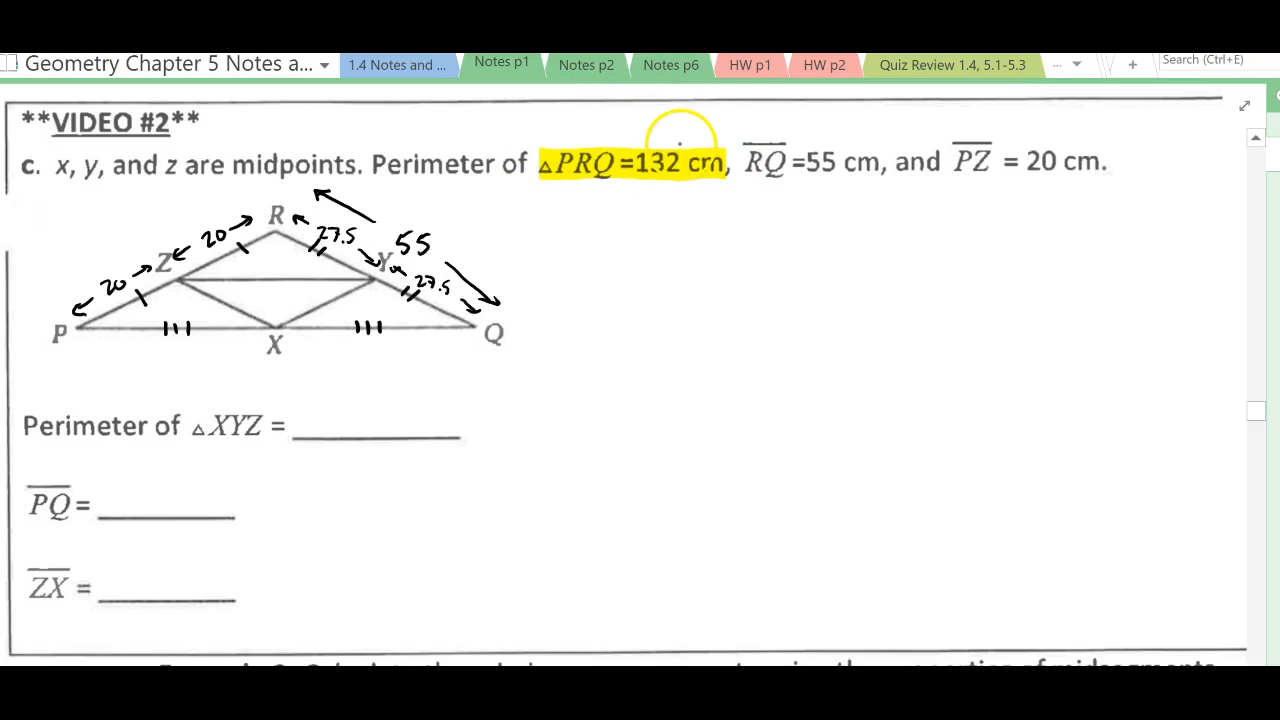 Geometry Chapter 5 Notes a...
1.4 Notes and ...
Notes p1
Notes p2
Notes p6
HW p1
HW p2
Quiz Review 1.4, 5.1-5.3
...
+
Search (Ctrl+E)
**VIDEO #2**
c. x, y, and z are midpoints. Perimeter of △PRQ =132 cm, RQ =55 cm, and PZ = 20 cm.
R
20
27.5
55
Z
Y
20
27.5
P
X
Q
Perimeter of △XYZ =
PQ =
ZX =